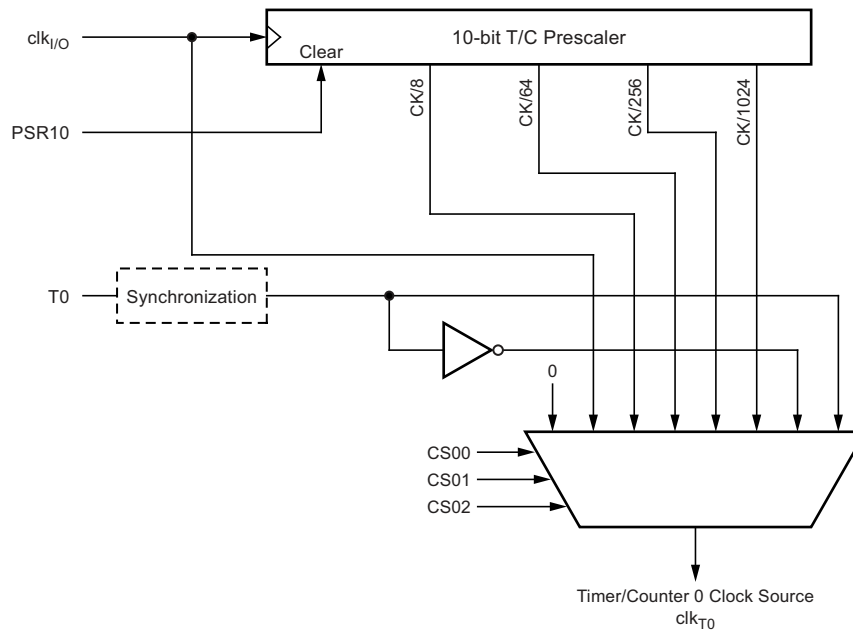 clkI/O
Clear
10-bit T/C Prescaler
CK/8
CK/64
CK/256
CK/1024
PSR10
T0
Synchronization
0
CS00
CS01
CS02
Timer/Counter 0 Clock Source
clkT0